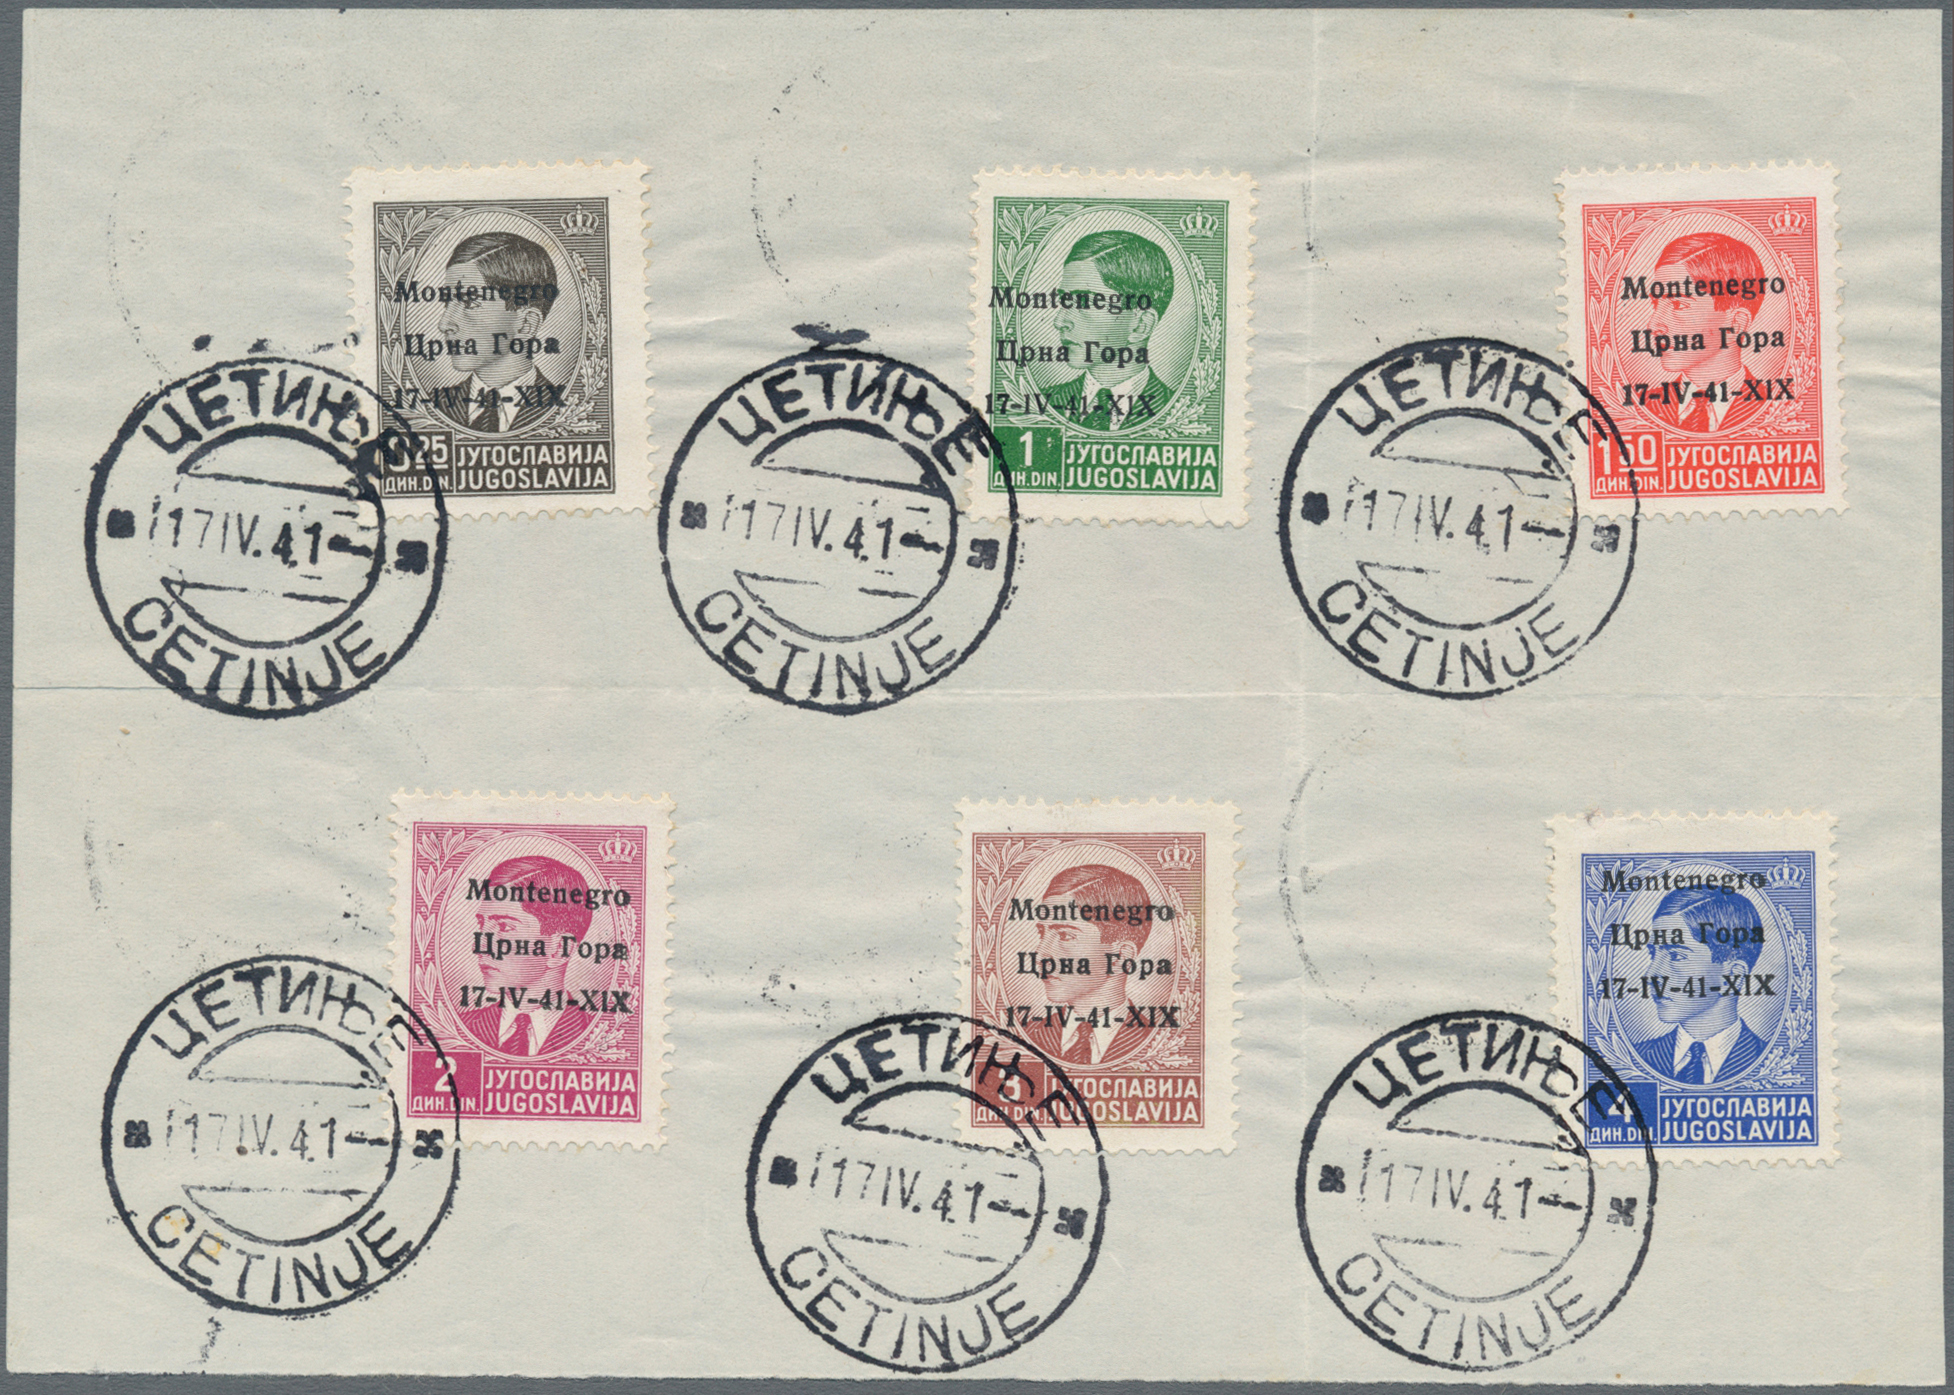 Montenegro
Црна Гора
17-IV-41-XIX
0.25 ЈУГОСЛАВИЈА
ДИН. DIN. JUGOSLAVIJA
ЦЕТИЊЕ
17 IV. 41
CETINJE
Montenegro
Црна Гора
17-IV-41-XIX
1 ЈУГОСЛАВИЈА
ДИН. DIN. JUGOSLAVIJA
ЦЕТИЊЕ
17 IV. 41
CETINJE
Montenegro
Црна Гора
17-IV-41-XIX
1.50 ЈУГОСЛАВИЈА
ДИН. DIN. JUGOSLAVIJA
ЦЕТИЊЕ
17 IV. 41
CETINJE
Montenegro
Црна Гора
17-IV-41-XIX
2 ЈУГОСЛАВИЈА
ДИН. DIN. JUGOSLAVIJA
ЦЕТИЊЕ
17 IV. 41
CETINJE
Montenegro
Црна Гора
17-IV-41-XIX
3 ЈУГОСЛАВИЈА
ДИН. DIN. JUGOSLAVIJA
ЦЕТИЊЕ
17 IV. 41
CETINJE
Montenegro
Црна Гора
17-IV-41-XIX
4 ЈУГОСЛАВИЈА
ДИН. DIN. JUGOSLAVIJA
ЦЕТИЊЕ
17 IV. 41
CETINJE